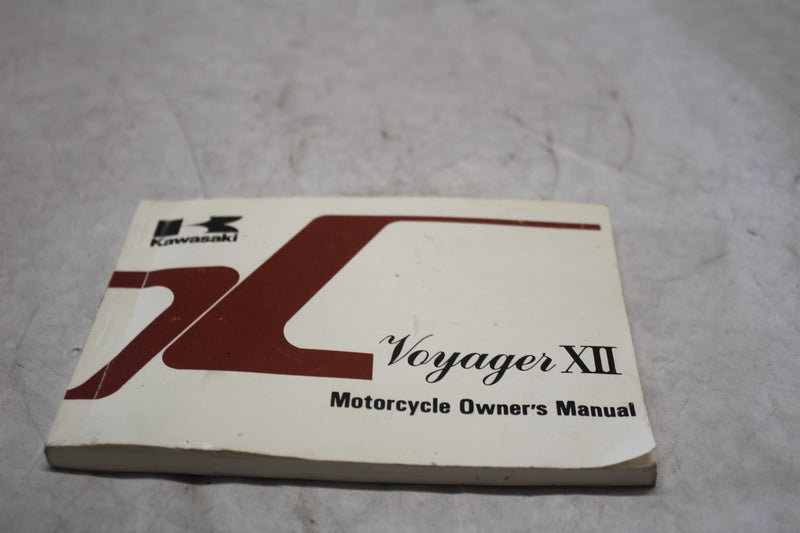 Kawasaki
Voyager XII
Motorcycle Owner's Manual